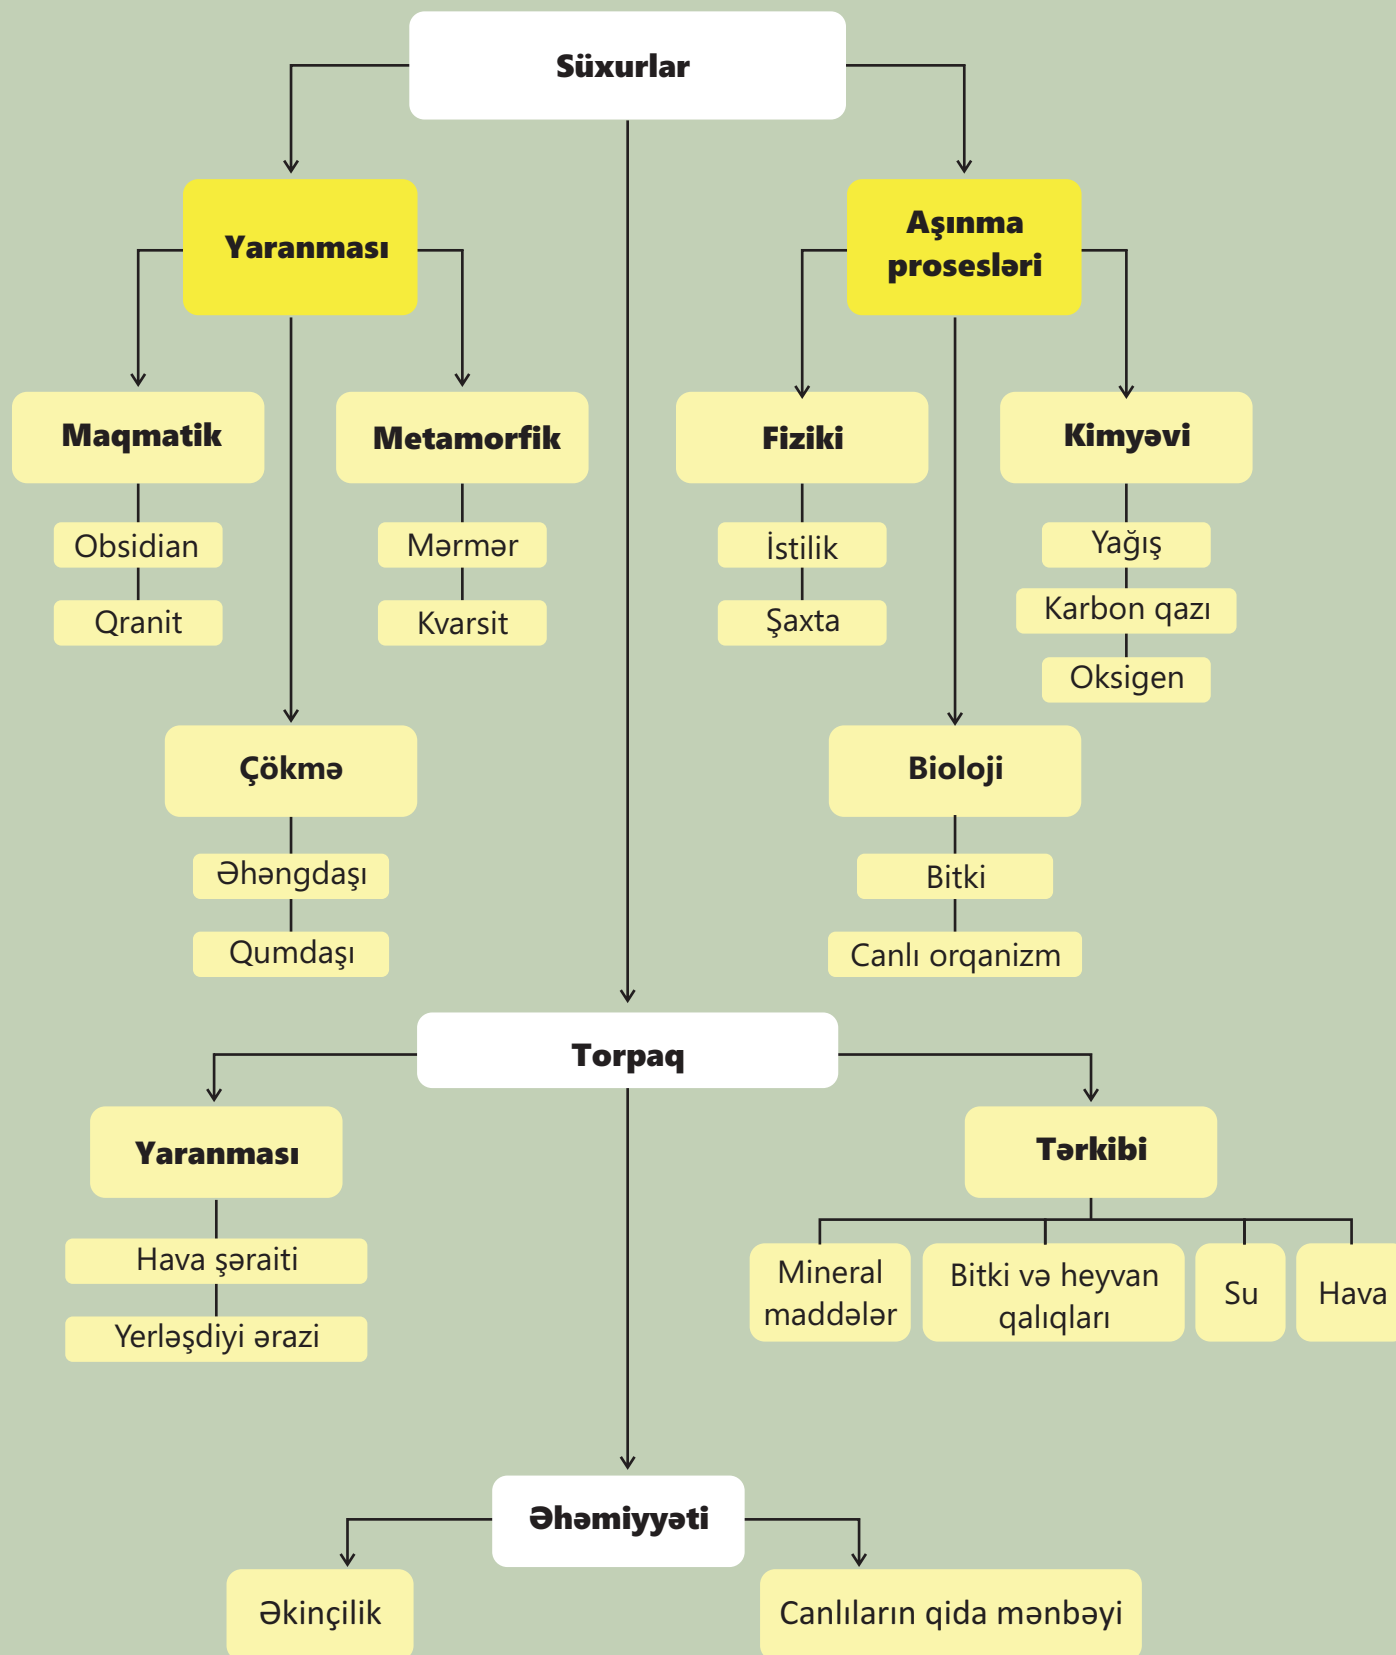 Süxurlar
Yaranması
Aşınma
prosesləri
Maqmatik
Metamorfik
Fiziki
Kimyəvi
Obsidian
Qranit
Mərmər
Kvarsit
İstilik
Şaxta
Yağış
Karbon qazı
Oksigen
Çökmə
Bioloji
Əhəngdaşı
Qumdaşı
Bitki
Canlı orqanizm
Torpaq
Yaranması
Tərkibi
Hava şəraiti
Yerləşdiyi ərazi
Mineral
maddələr
Bitki və heyvan
qalıqları
Su
Hava
Əhəmiyyəti
Əkinçilik
Canlıların qida mənbəyi